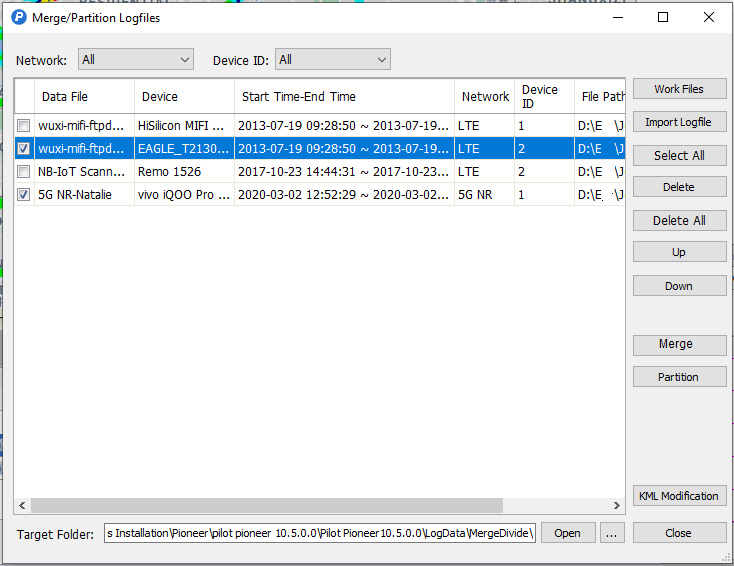 Merge/Partition Logfiles
Network: All Device ID: All
Data File Device Start Time-End Time Network Device ID File Path
wuxi-mifi-ftpd... HiSilicon MIFI ... 2013-07-19 09:28:50 ~ 2013-07-19... LTE 1 D:\E \J
wuxi-mifi-ftpd... EAGLE_T2130... 2013-07-19 09:28:50 ~ 2013-07-19... LTE 2 D:\E \J
NB-IoT Scann... Remo 1526 2017-10-23 14:44:31 ~ 2017-10-23... LTE 2 D:\E \J
5G NR-Natalie vivo iQOO Pro ... 2020-03-02 12:52:29 ~ 2020-03-02... 5G NR 1 D:\E \J
Work Files
Import Logfile
Select All
Delete
Delete All
Up
Down
Merge
Partition
KML Modification
Target Folder: s Installation\Pioneer\pilot pioneer 10.5.0.0\Pilot Pioneer10.5.0.0\LogData\MergeDivide\ Open ... Close